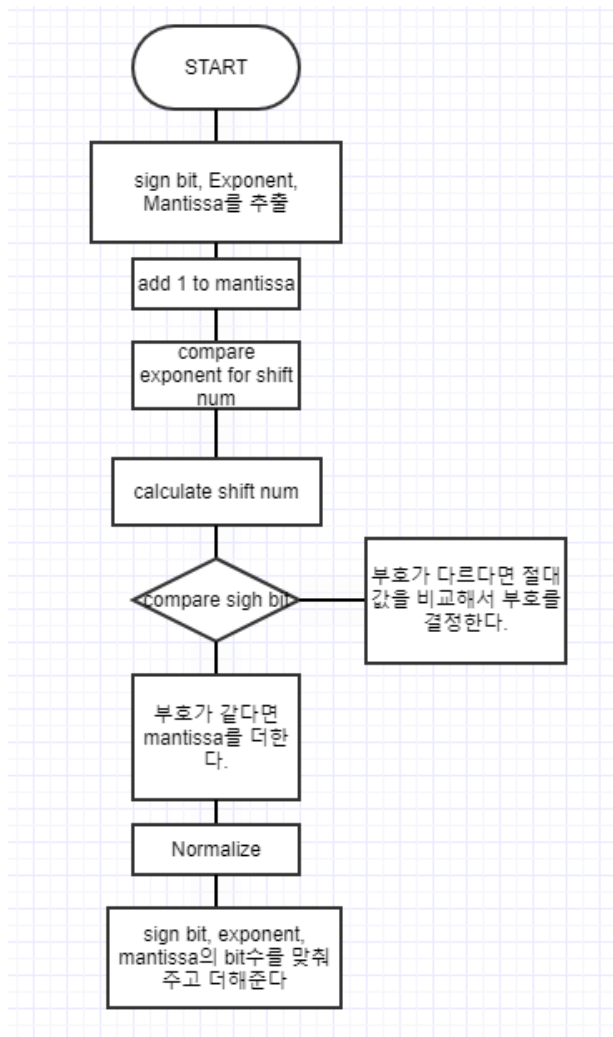 START
sign bit, Exponent,
Mantissa를 추출
add 1 to mantissa
compare
exponent for shift
num
calculate shift num
compare sigh bit
부호가 다르다면 절대
값을 비교해서 부호를
결정한다.
부호가 같다면
mantissa를 더한
다.
Normalize
sign bit, exponent,
mantissa의 bit수를 맞춰
주고 더해준다